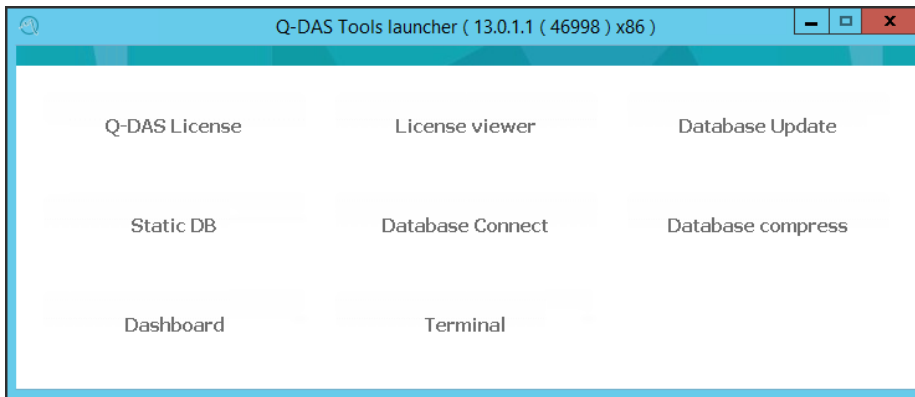 Q-DAS Tools launcher ( 13.0.1.1 ( 46998 ) x86 )
Q-DAS License License viewer Database Update
Static DB Database Connect Database compress
Dashboard Terminal